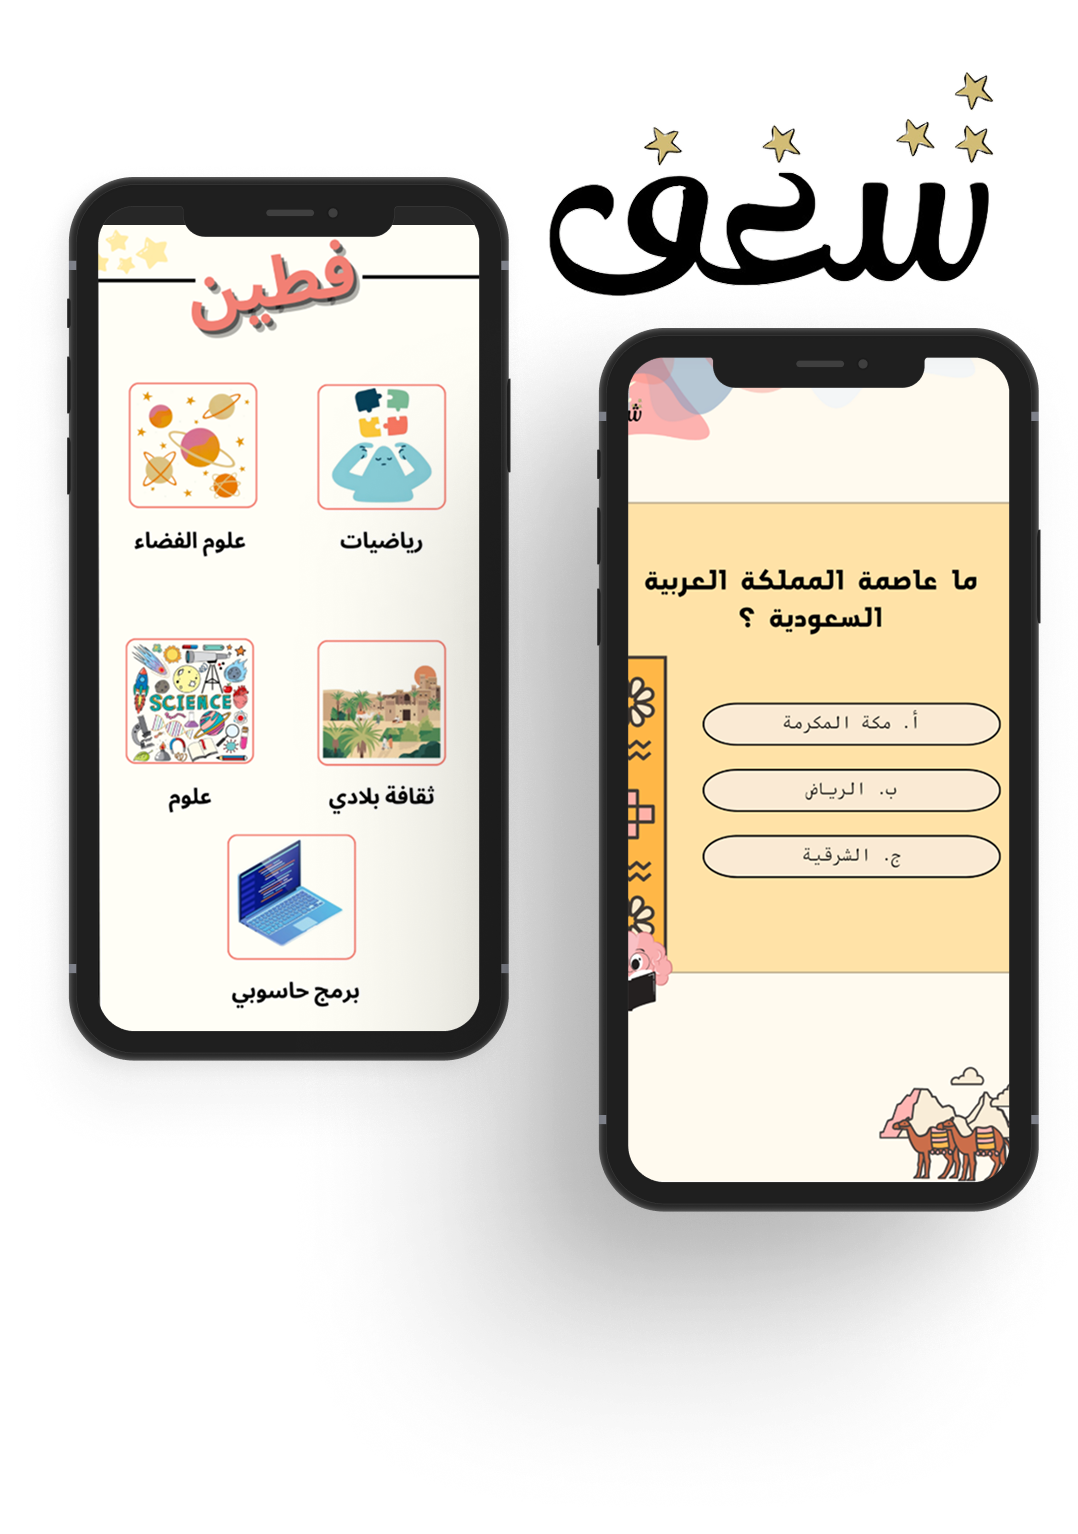 شغف
فطين
رياضيات
علوم الفضاء
SCIENCE
ثقافة بلادي
علوم
برمج حاسوبي
ما عاصمة المملكة العربية
السعودية ؟
أ. مكة المكرمة
ب. الرياض
ج. الشرقية